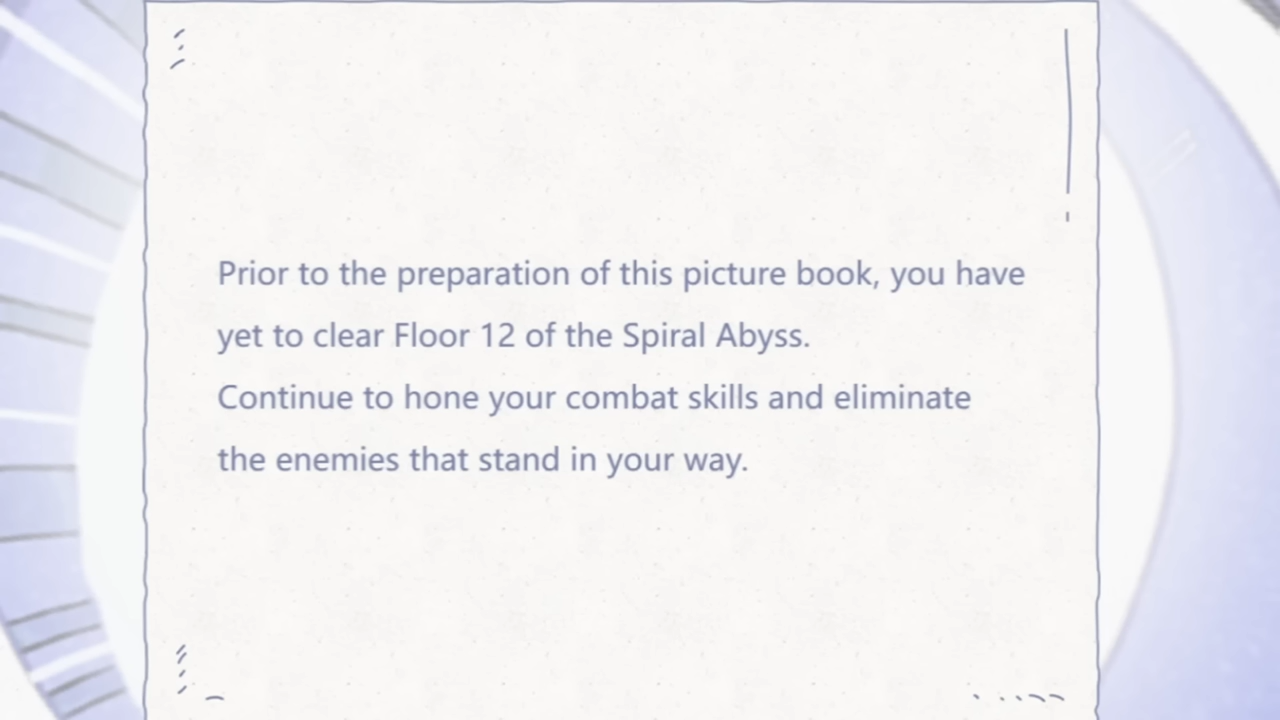 Prior to the preparation of this picture book, you have
yet to clear Floor 12 of the Spiral Abyss.
Continue to hone your combat skills and eliminate
the enemies that stand in your way.